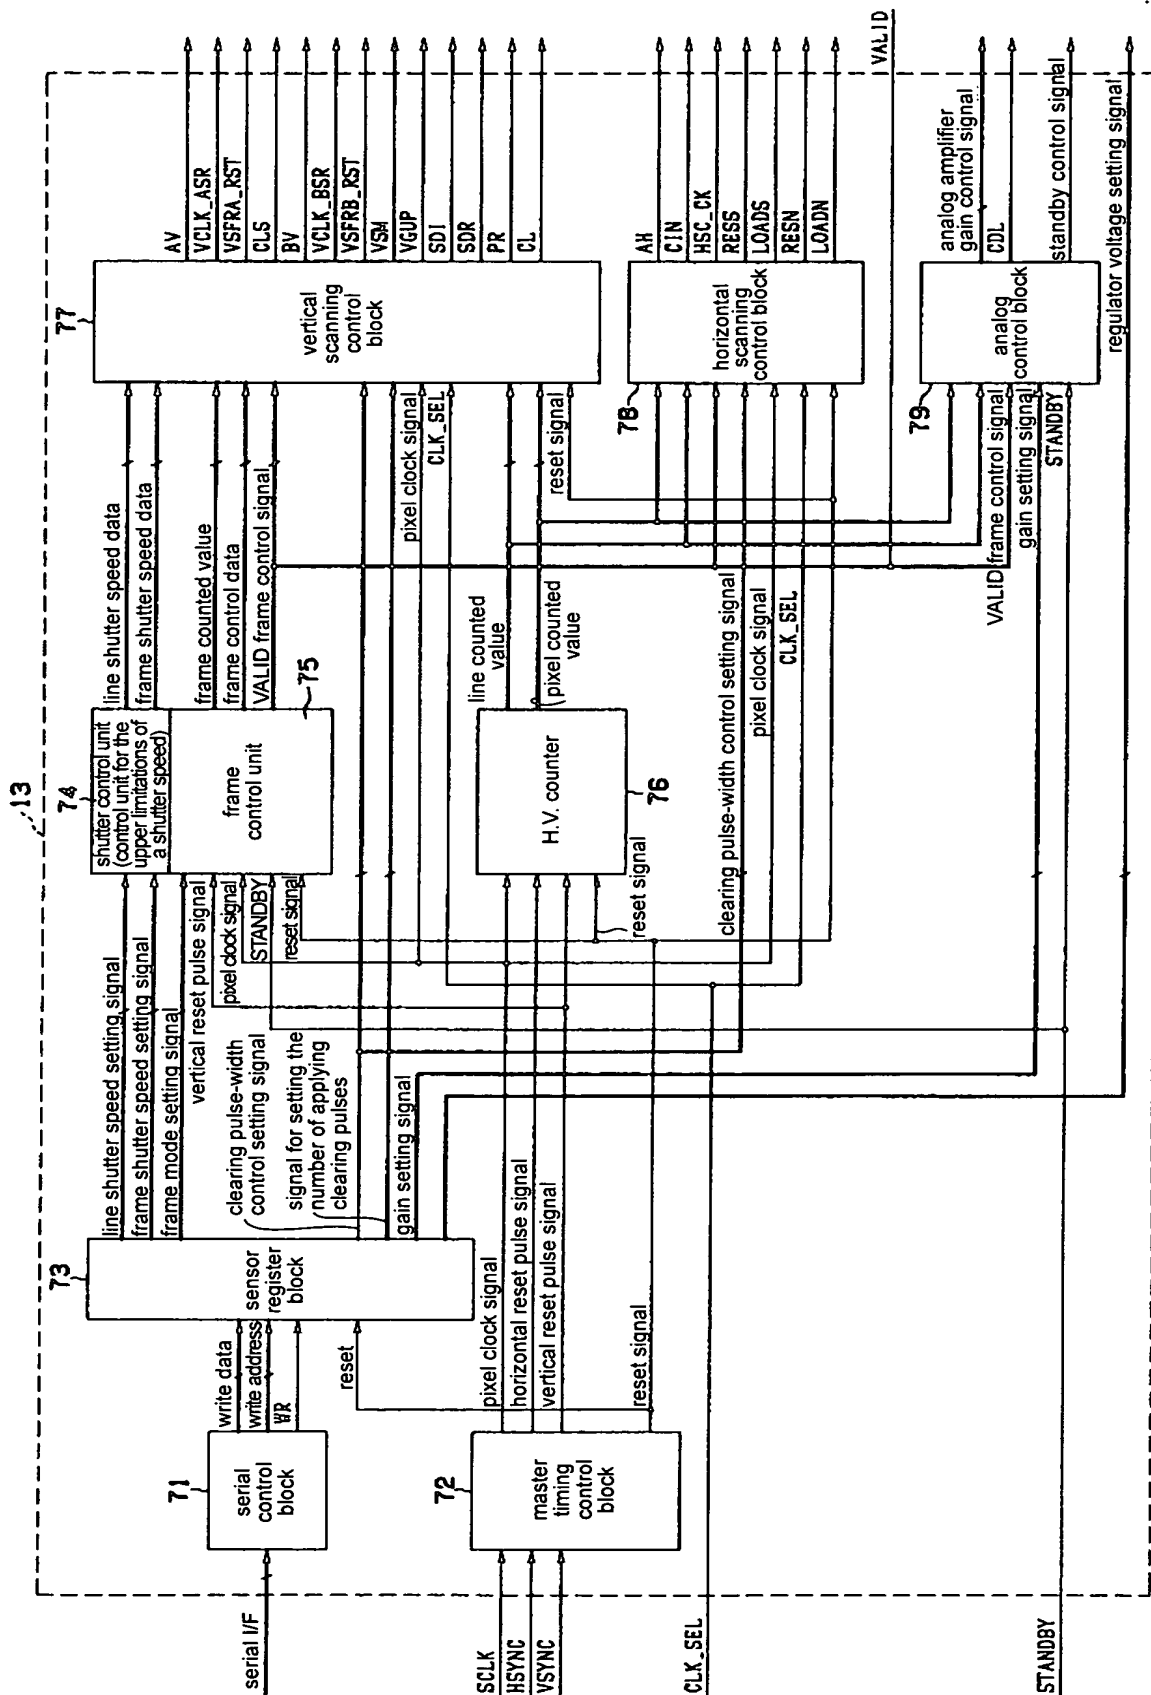 13
serial I/F
SCLK
HSYNC
VSYNC
CLK_SEL
STANDBY
71
serial
control
block
72
master
timing
control
block
write data
write address
WR
reset
pixel clock signal
horizontal reset pulse signal
vertical reset pulse signal
reset signal
73
sensor
register
block
line shutter speed setting signal
frame shutter speed setting signal
frame mode setting signal
vertical reset pulse signal
pixel clock signal
STANDBY
reset signal
clearing pulse-width
control setting signal
signal for setting the
number of applying
clearing pulses
gain setting signal
74
shutter control unit
(control unit for the
upper limitations of
a shutter speed)
frame
control unit
75
H.V. counter
76
reset signal
line shutter speed data
frame shutter speed data
frame counted value
frame control data
VALID frame control signal
line counted
value
pixel counted
value
clearing pulse-width control setting signal
pixel clock signal
CLK_SEL
pixel clock signal
CLK_SEL
reset signal
VALID frame control signal
gain setting signal
STANDBY
77
vertical
scanning
control
block
78
horizontal
scanning
control block
79
analog
control block
AV
VCLK_ASR
VSFRA_RST
CLS
BV
VCLK_BSR
VSFRB_RST
VSM
VGUP
SDI
SDR
PR
CL
AH
CIN
HSC_CK
RESS
LOADS
RESN
LOADN
VALID
analog amplifier
gain control signal
CDL
standby control signal
regulator voltage setting signal